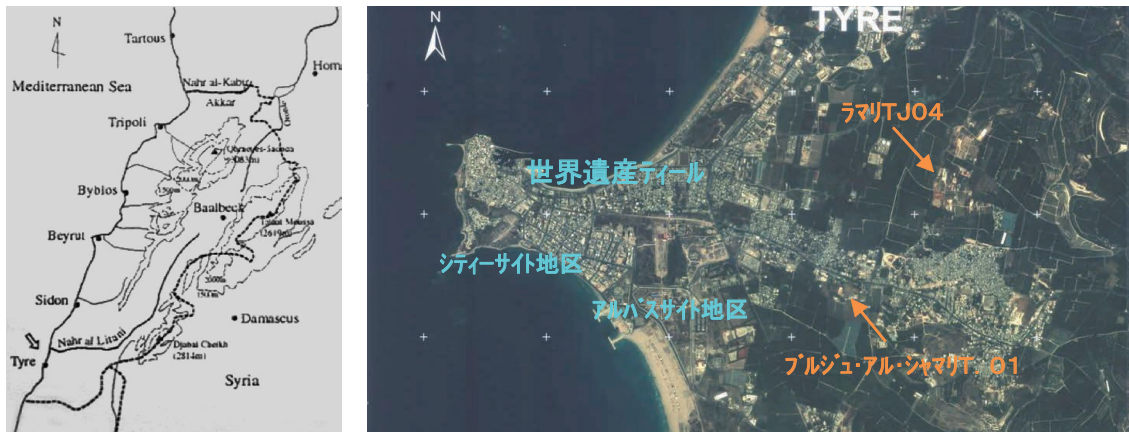 N
Tartous
Homs
Mediterranean Sea
Nahr al-Kabir
Akkar
Tripoli
Byblos
Baalbeck
Beyrut
Sidon
Damascus
Nahr al Litani
Djabal Cheikh
(2814m)
Tyre
Syria
N
TYRE
ラマリTJ04
世界遺産ティール
シティーサイト地区
アルバスサイト地区
ブルジュ・アル・シャマリT 01